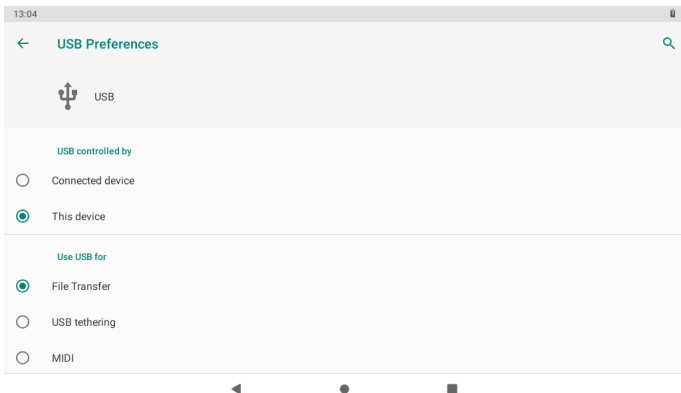 13:04
USB Preferences
USB
USB controlled by
Connected device
This device
Use USB for
File Transfer
USB tethering
MIDI